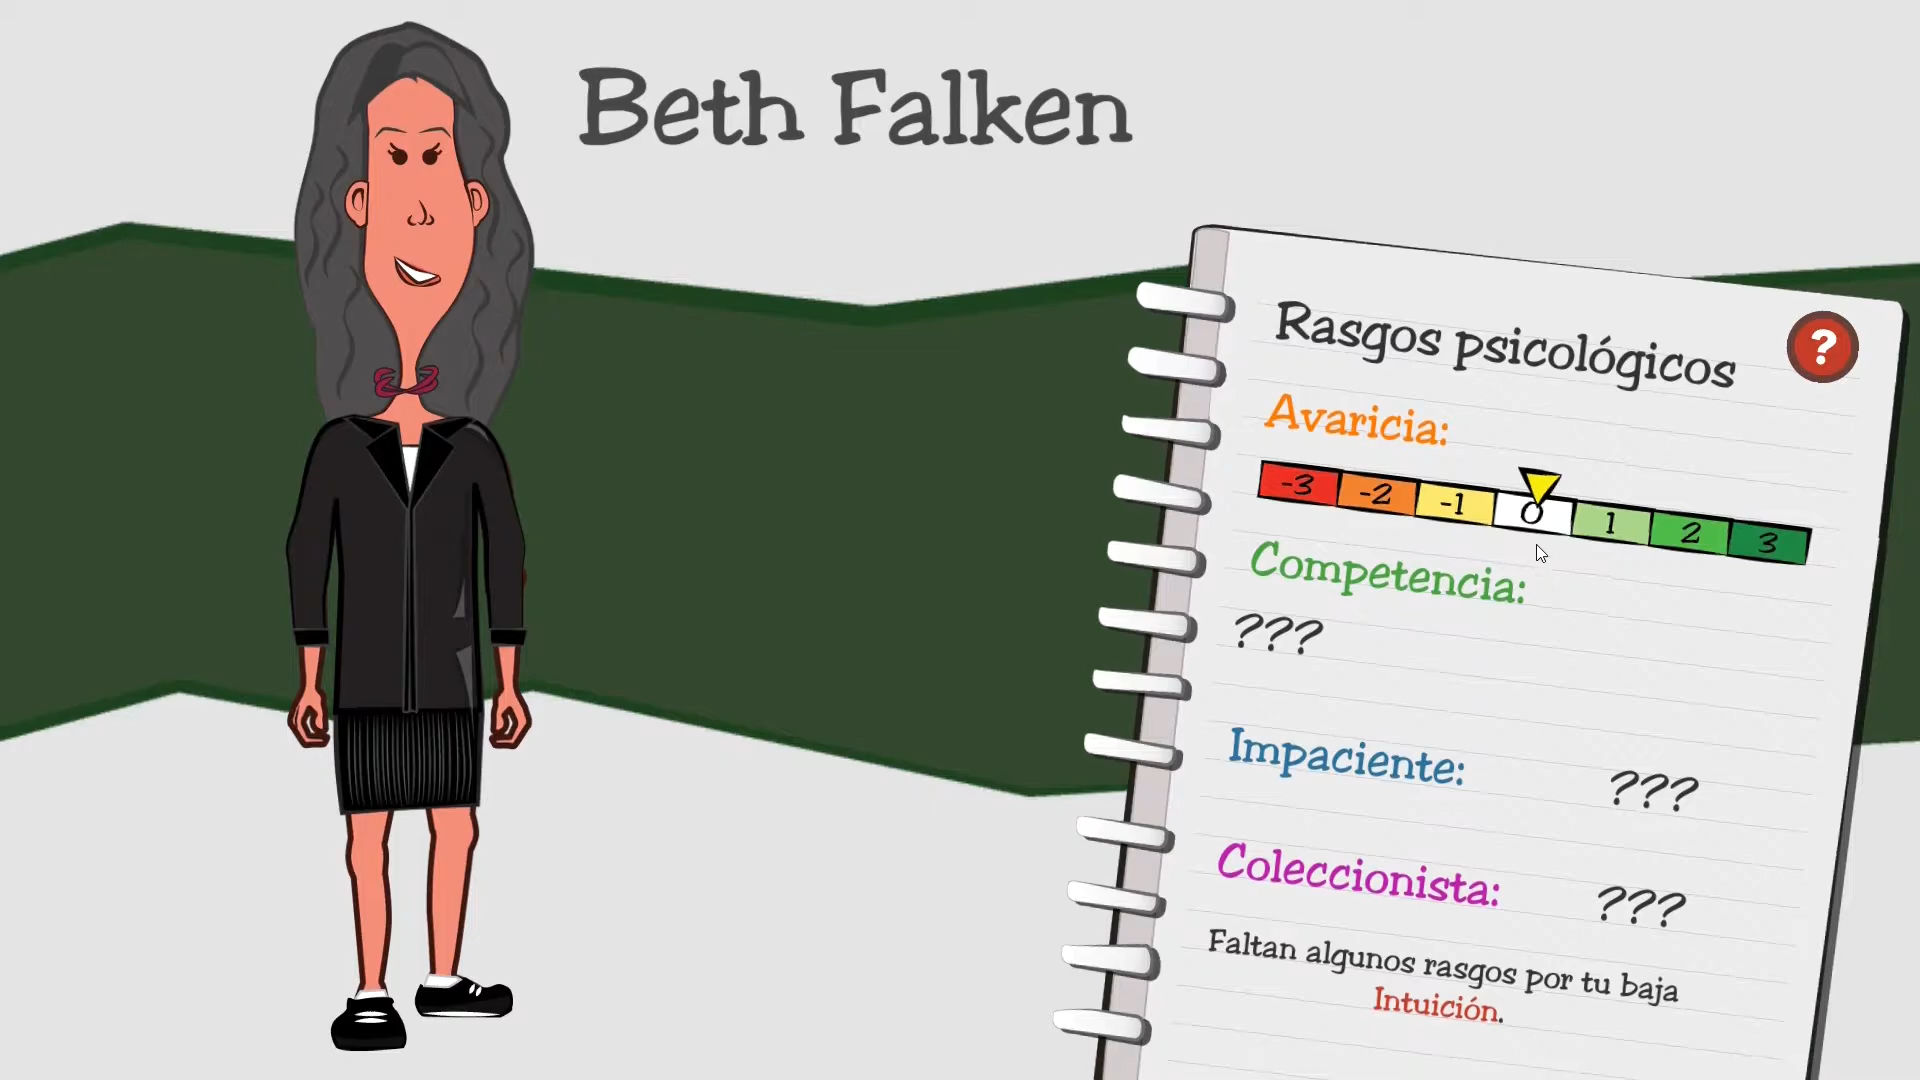 Beth Falken
Rasgos psicológicos
?
Avaricia:
-3 -2 -1 0 1 2 3
Competencia:
???
Impaciente: ???
Coleccionista: ???
Faltan algunos rasgos por tu baja
Intuición.